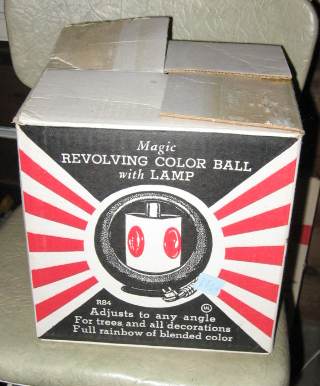 Magic
REVOLVING COLOR BALL
with LAMP
R84
Adjusts to any angle
For trees and all decorations
Full rainbow of blended color